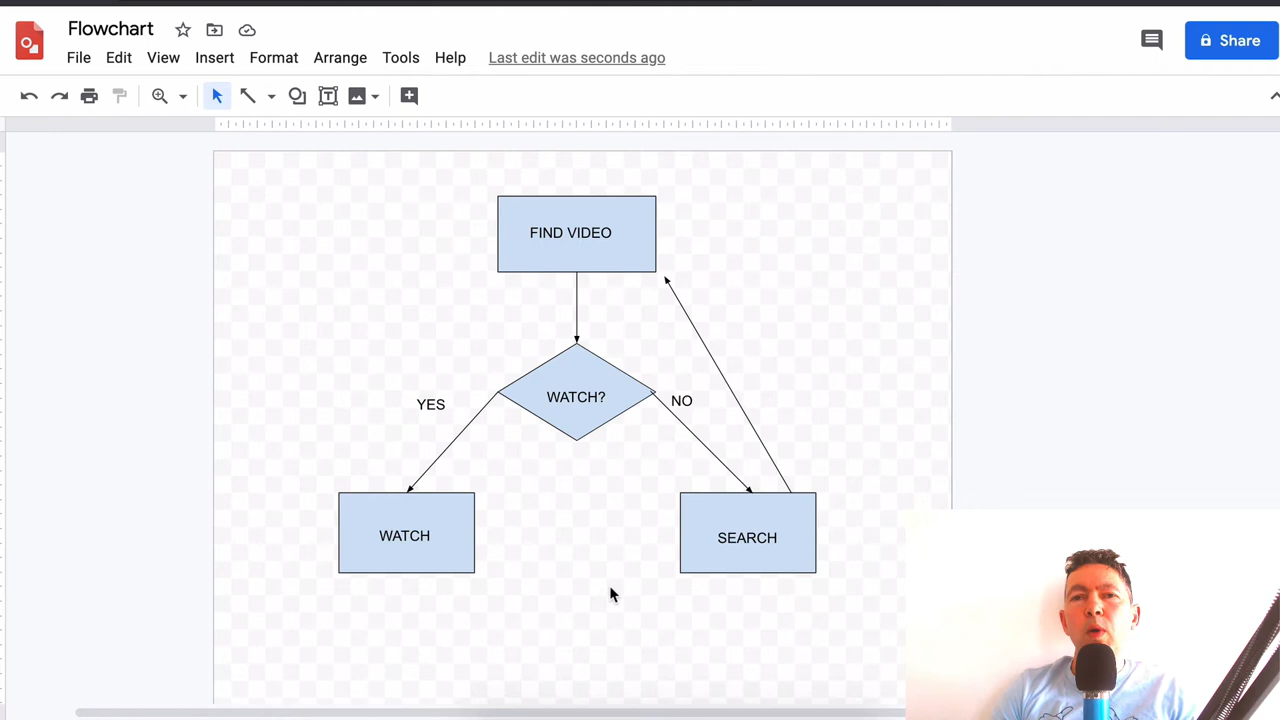 Flowchart
File Edit View Insert Format Arrange Tools Help Last edit was seconds ago
Share
FIND VIDEO
WATCH?
YES
NO
WATCH
SEARCH